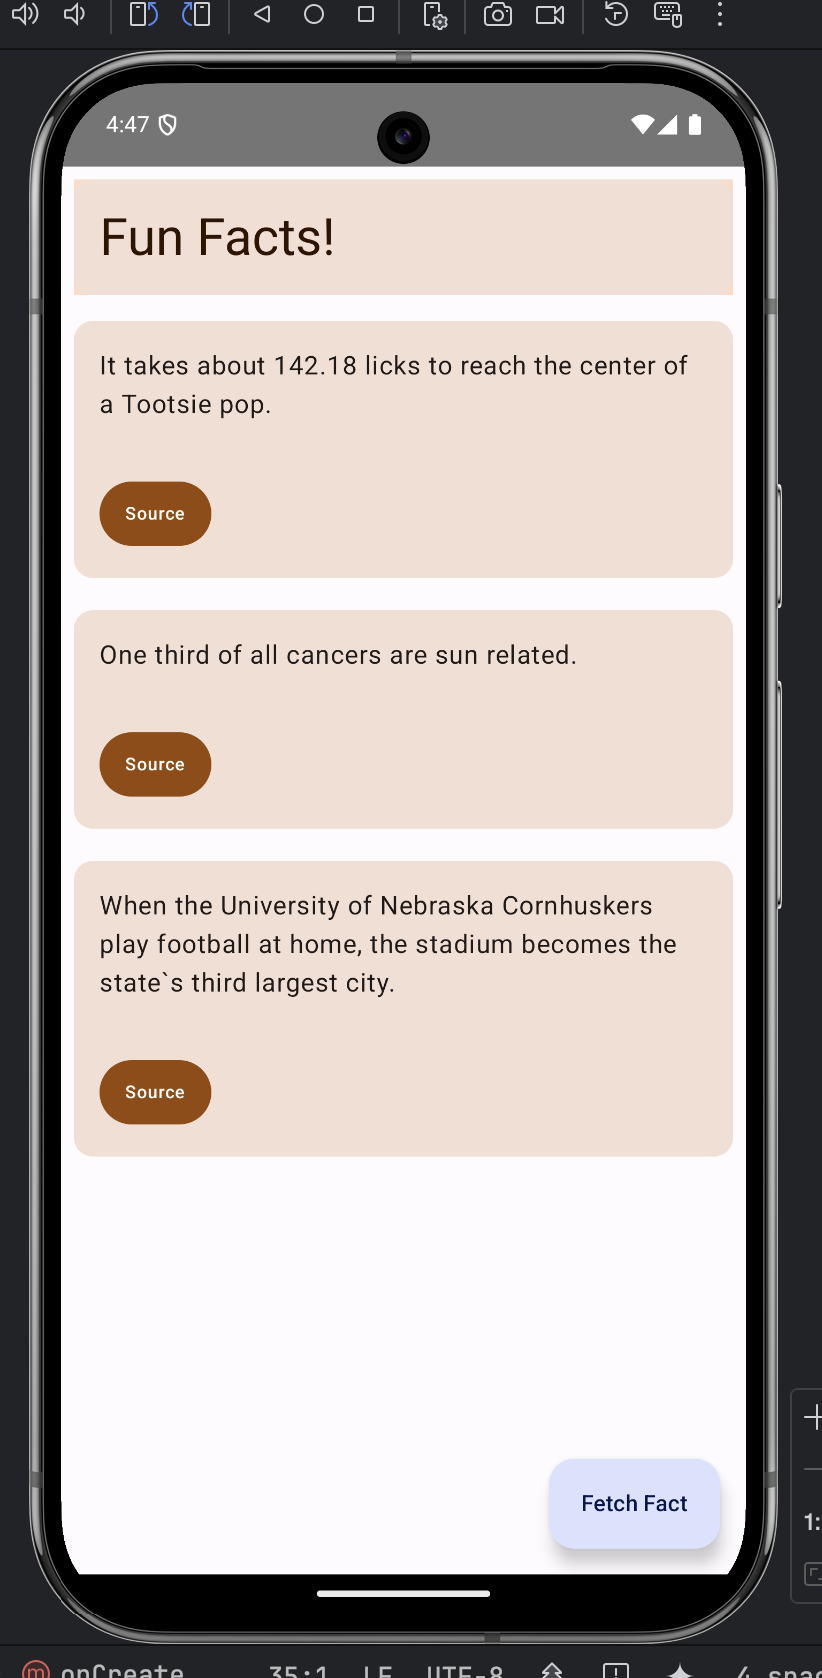 4:47
Fun Facts!
It takes about 142.18 licks to reach the center of
a Tootsie pop.
Source
One third of all cancers are sun related.
Source
When the University of Nebraska Cornhuskers
play football at home, the stadium becomes the
state`s third largest city.
Source
Fetch Fact
1:
onCreate 35:1 LF UTF-8 4 spac